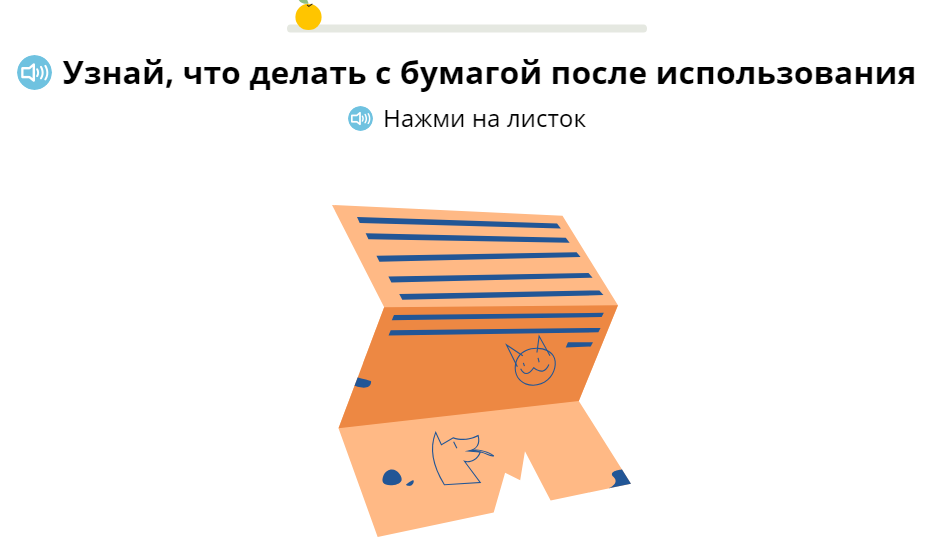 Узнай, что делать с бумагой после использования
Нажми на листок